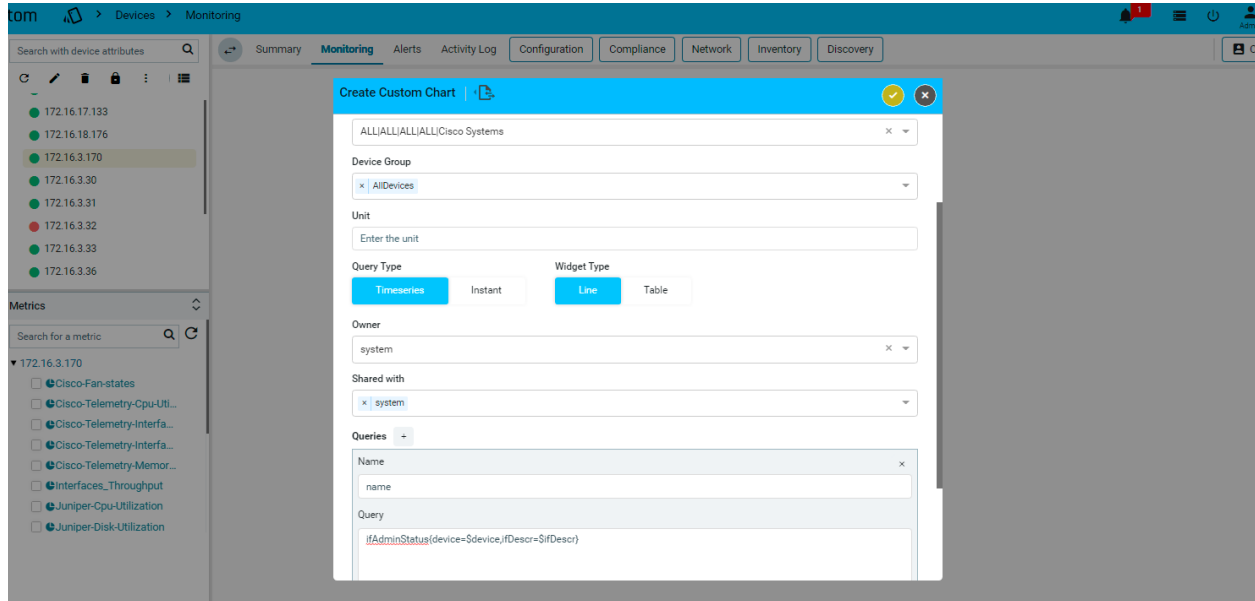 tom > Devices > Monitoring 1
Adm
Search with device attributes
Summary Monitoring Alerts Activity Log Configuration Compliance Network Inventory Discovery
172.16.17.133
172.16.18.176
172.16.3.170
172.16.3.30
172.16.3.31
172.16.3.32
172.16.3.33
172.16.3.36
Metrics
Search for a metric
172.16.3.170
Cisco-Fan-states
Cisco-Telemetry-Cpu-Uti...
Cisco-Telemetry-Interfa...
Cisco-Telemetry-Interfa...
Cisco-Telemetry-Memor...
Interfaces_Throughput
Juniper-Cpu-Utilization
Juniper-Disk-Utilization
Create Custom Chart
ALL|ALL|ALL|ALL|Cisco Systems
Device Group
× AllDevices
Unit
Enter the unit
Query Type Widget Type
Timeseries Instant Line Table
Owner
system
Shared with
× system
Queries +
Name
name
Query
ifAdminStatus{device=$device,ifDescr=$ifDescr}